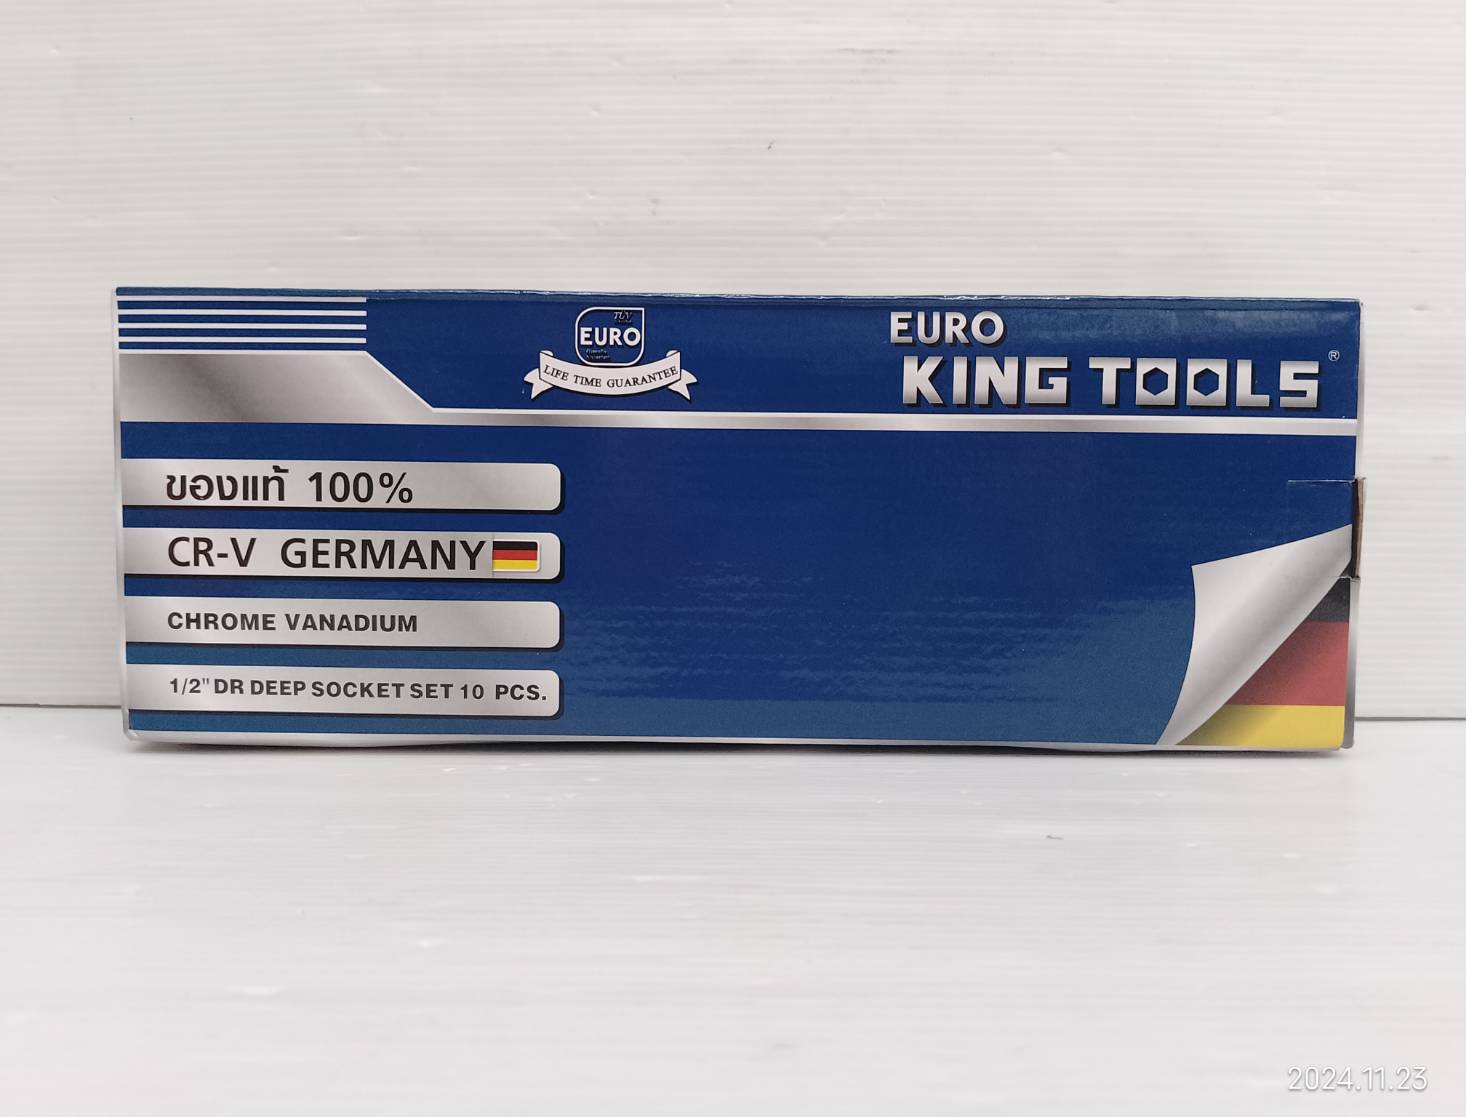 TÜV
EURO
LIFE TIME GUARANTEE
EURO
KING TOOLS®
ของแท้ 100%
CR-V GERMANY
CHROME VANADIUM
1/2" DR DEEP SOCKET SET 10 PCS.
2024.11.23